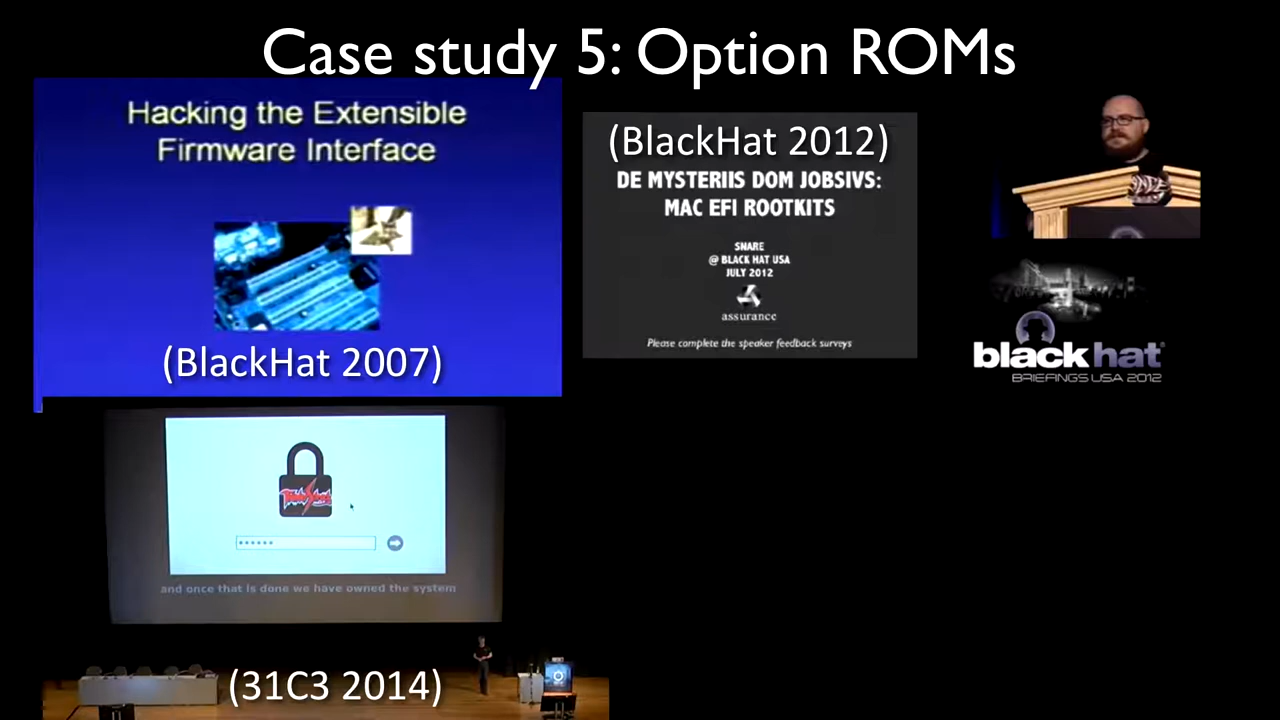 Case study 5: Option ROMs
Hacking the Extensible
Firmware Interface
(BlackHat 2007)
(BlackHat 2012)
DE MYSTERIIS DOM JOBSIVS:
MAC EFI ROOTKITS
SNARE
@ BLACK HAT USA
JULY 2012
assurance
Please complete the speaker feedback surveys
black hat
BRIEFINGS USA 2012
and once that is done we have owned the system
(31C3 2014)